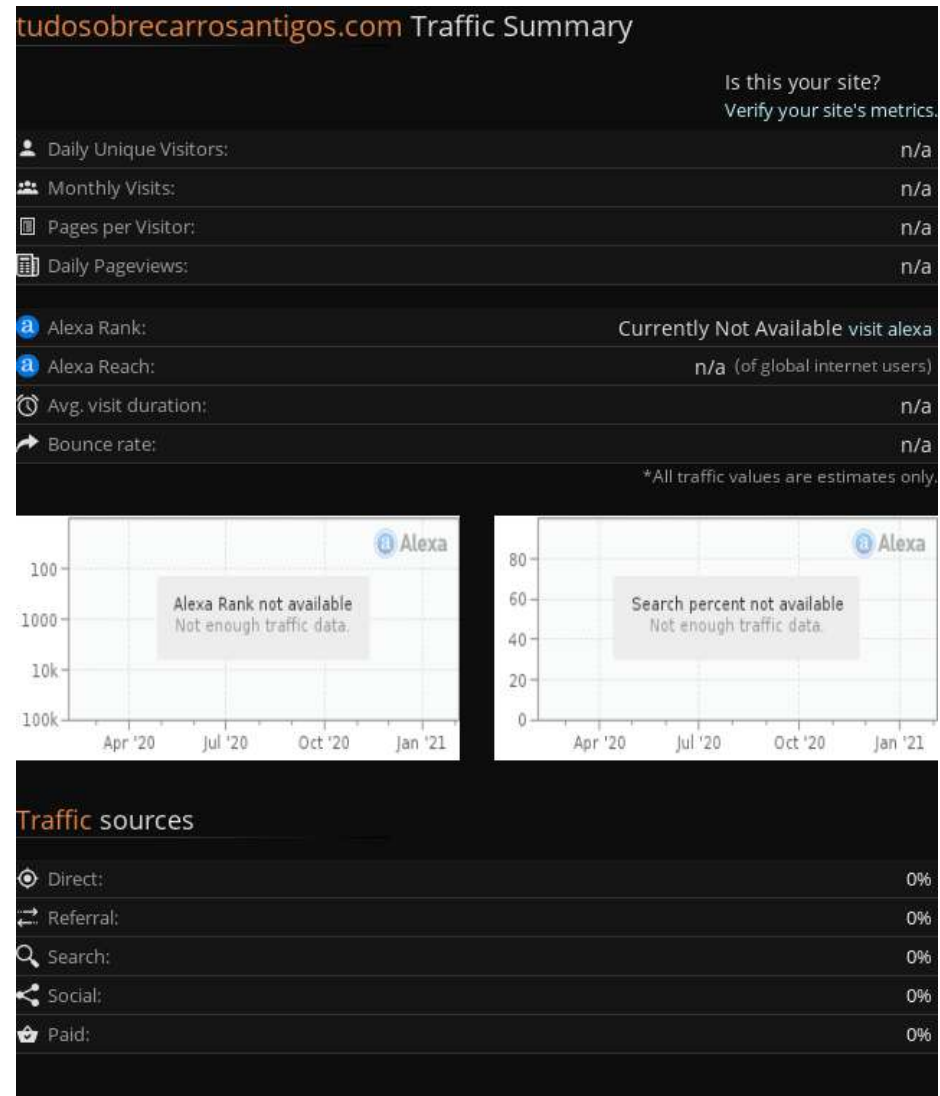 tudosobrecarrosantigos.com Traffic Summary
Is this your site?
Verify your site's metrics.
Daily Unique Visitors: n/a
Monthly Visits: n/a
Pages per Visitor: n/a
Daily Pageviews: n/a
a Alexa Rank: Currently Not Available visit alexa
a Alexa Reach: n/a (of global internet users)
Avg. visit duration: n/a
Bounce rate: n/a
*All traffic values are estimates only.
a Alexa
100
1000
10k
100k
Alexa Rank not available
Not enough traffic data.
Apr '20 Jul '20 Oct '20 Jan '21
a Alexa
80
60
40
20
0
Search percent not available
Not enough traffic data.
Apr '20 Jul '20 Oct '20 Jan '21
Traffic sources
Direct: 0%
Referral: 0%
Search: 0%
Social: 0%
Paid: 0%